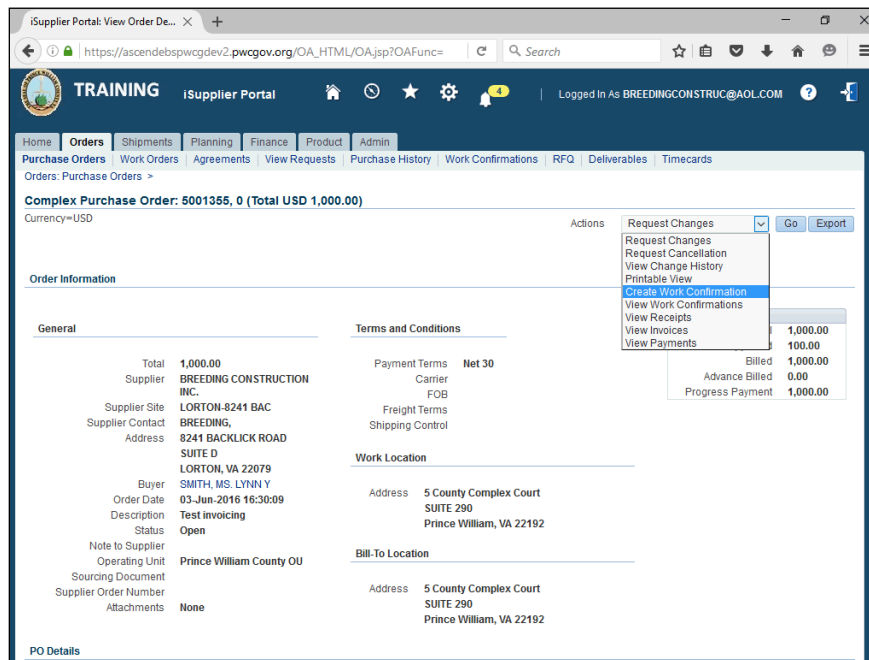 iSupplier Portal: View Order De...
https://ascendebspwcgdev2.pwcgov.org/OA_HTML/OA.jsp?OAFunc=
Search
TRAINING iSupplier Portal 4 Logged In As BREEDINGCONSTRUC@AOL.COM ?
Home Orders Shipments Planning Finance Product Admin
Purchase Orders Work Orders Agreements View Requests Purchase History Work Confirmations RFQ Deliverables Timecards
Orders: Purchase Orders >
Complex Purchase Order: 5001355, 0 (Total USD 1,000.00)
Currency=USD
Actions Request Changes Go Export
Request Changes
Request Cancellation
View Change History
Printable View
Create Work Confirmation
View Work Confirmations
View Receipts
View Invoices
View Payments
Order Information
General
Total 1,000.00
Supplier BREEDING CONSTRUCTION
INC.
Supplier Site LORTON-8241 BAC
Supplier Contact BREEDING,
Address 8241 BACKLICK ROAD
SUITE D
LORTON, VA 22079
Buyer SMITH, MS. LYNN Y
Order Date 03-Jun-2016 16:30:09
Description Test invoicing
Status Open
Note to Supplier
Operating Unit Prince William County OU
Sourcing Document
Supplier Order Number
Attachments None
Terms and Conditions
Payment Terms Net 30
Carrier
FOB
Freight Terms
Shipping Control
Work Location
Address 5 County Complex Court
SUITE 290
Prince William, VA 22192
Bill-To Location
Address 5 County Complex Court
SUITE 290
Prince William, VA 22192
1,000.00
100.00
Billed 1,000.00
Advance Billed 0.00
Progress Payment 1,000.00
PO Details